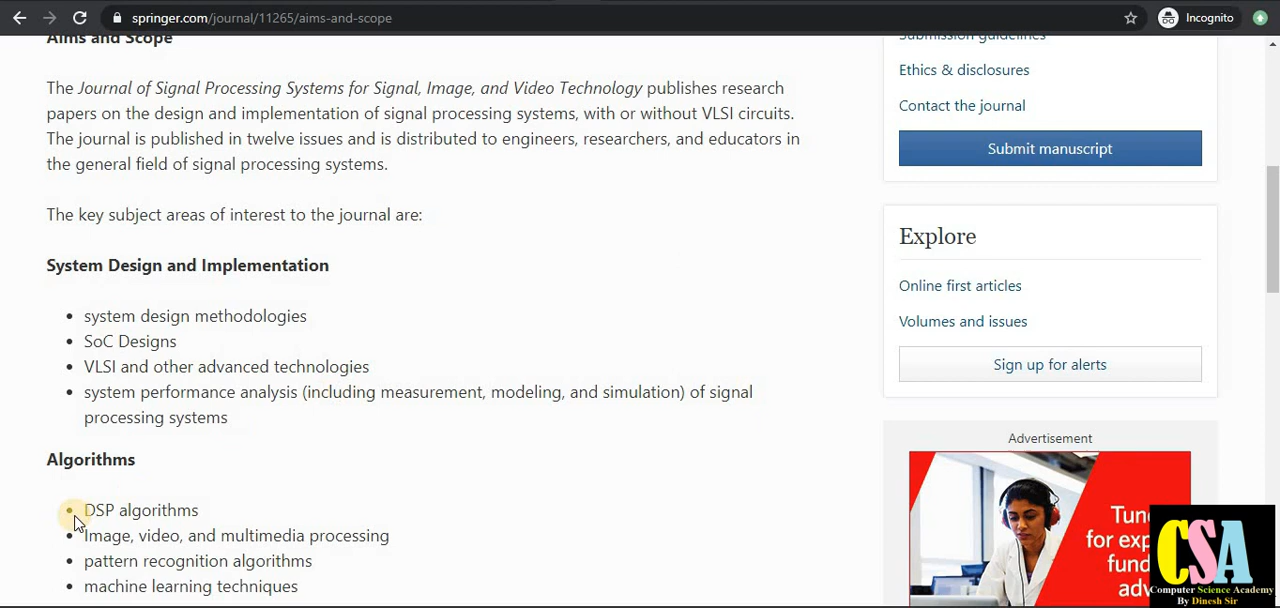 springer.com/journal/11265/aims-and-scope
Incognito
Aims and Scope
The Journal of Signal Processing Systems for Signal, Image, and Video Technology publishes research
papers on the design and implementation of signal processing systems, with or without VLSI circuits.
The journal is published in twelve issues and is distributed to engineers, researchers, and educators in
the general field of signal processing systems.
The key subject areas of interest to the journal are:
System Design and Implementation
• system design methodologies
• SoC Designs
• VLSI and other advanced technologies
• system performance analysis (including measurement, modeling, and simulation) of signal
processing systems
Algorithms
• DSP algorithms
• Image, video, and multimedia processing
• pattern recognition algorithms
• machine learning techniques
Submission guidelines
Ethics & disclosures
Contact the journal
Submit manuscript
Explore
Online first articles
Volumes and issues
Sign up for alerts
Advertisement
for
CSA
Computer Science Academy
By Dinesh Sir